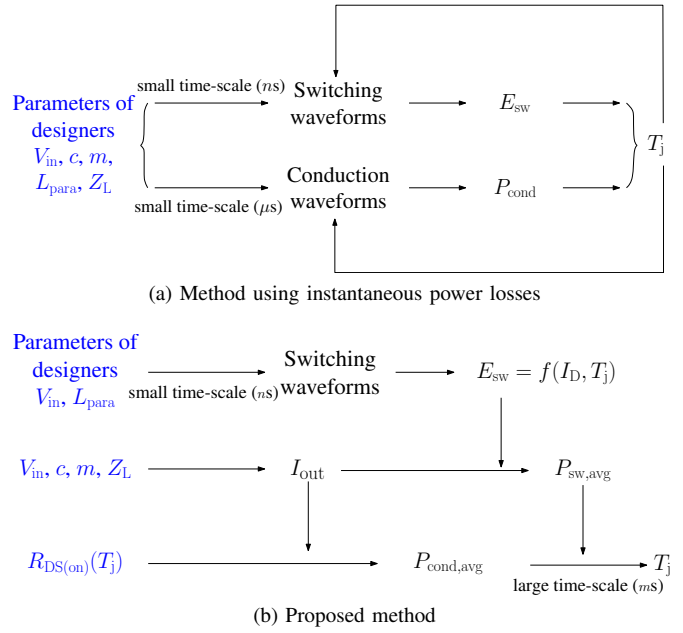 small time-scale (ns)
Switching
waveforms
E_sw
Parameters of
designers
V_in, c, m,
L_para, Z_L
T_j
small time-scale (μs)
Conduction
waveforms
P_cond
(a) Method using instantaneous power losses
Parameters of
designers
V_in, L_para
small time-scale (ns)
Switching
waveforms
E_sw = f(I_D, T_j)
V_in, c, m, Z_L
I_out
P_sw,avg
R_DS(on)(T_j)
P_cond,avg
large time-scale (ms)
T_j
(b) Proposed method